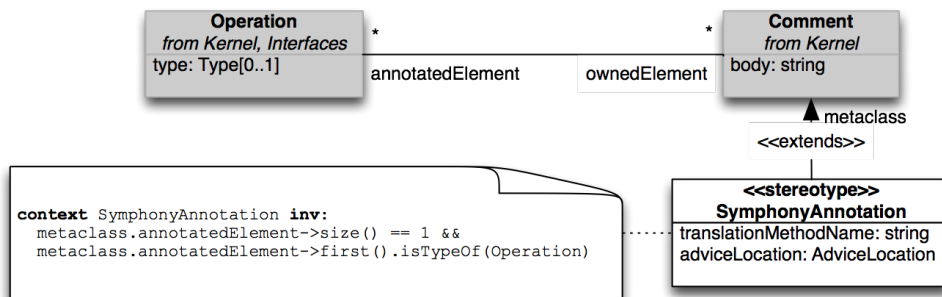 Operation
from Kernel, Interfaces
type: Type[0..1]
*
*
annotatedElement
ownedElement
Comment
from Kernel
body: string
metaclass
<<extends>>
<<stereotype>>
SymphonyAnnotation
translationMethodName: string
adviceLocation: AdviceLocation
context SymphonyAnnotation inv:
metaclass.annotatedElement->size() == 1 &&
metaclass.annotatedElement->first().isTypeOf(Operation)